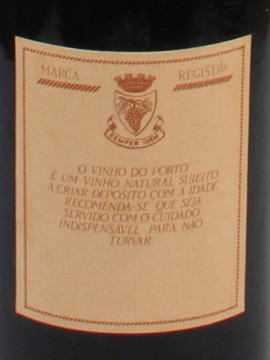 MARCA REGISTda
SEMPER IDEM
O VINHO DO PORTO
E UM VINHO NATURAL SUJEITO
A CRIAR DEPOSITO COM A IDADE
RECOMENDA-SE QUE SEJA
SERVIDO COM O CUIDADO
INDISPENSAVEL PARA NÃO
TURVAR